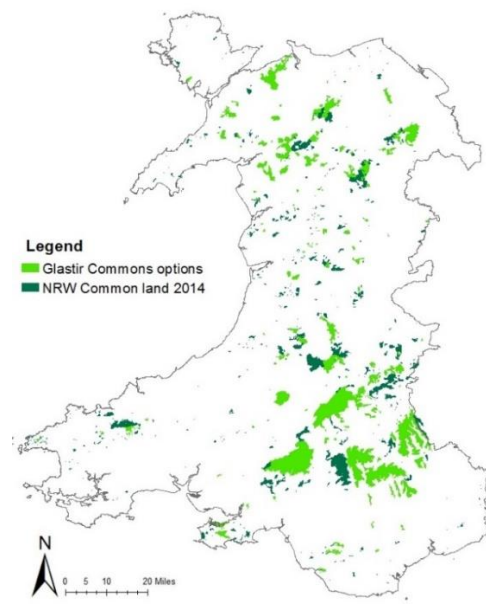 Legend
Glastir Commons options
NRW Common land 2014
N
0 5 10 20 Miles